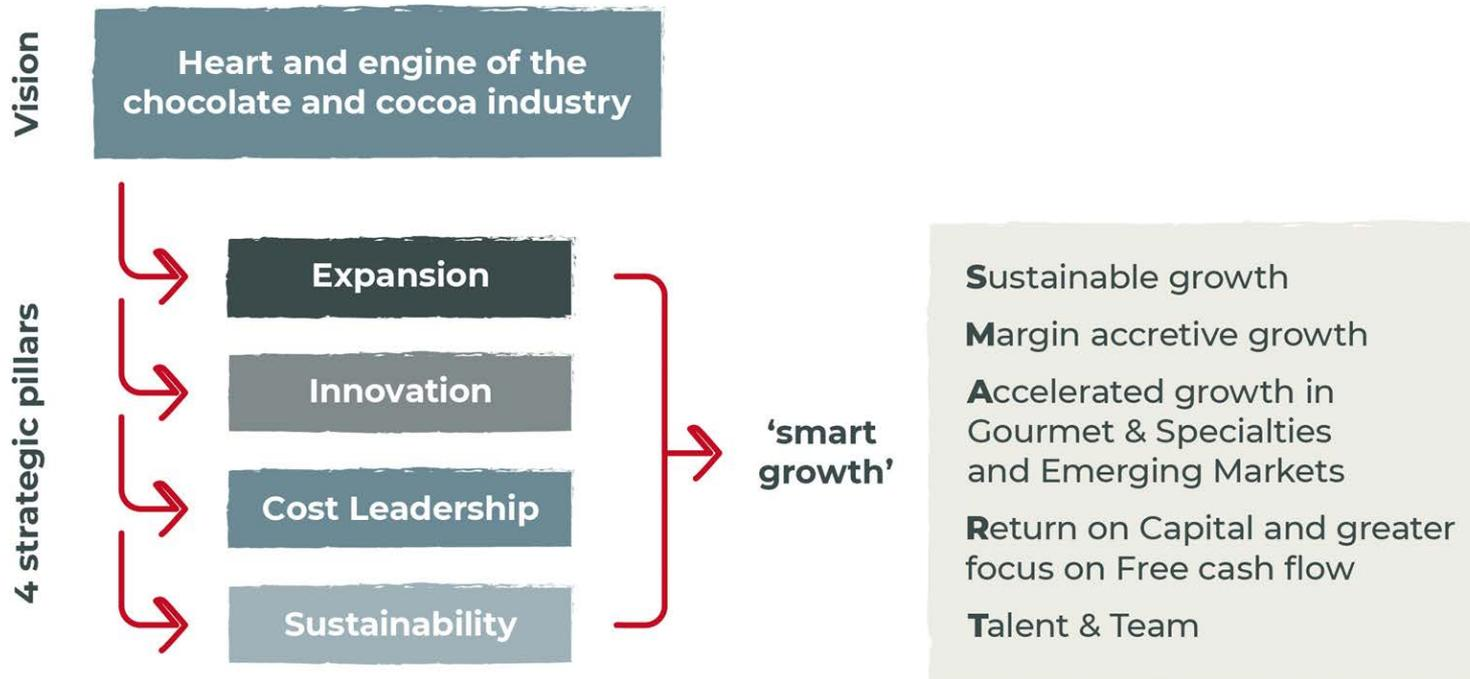 Vision
Heart and engine of the
chocolate and cocoa industry
4 strategic pillars
Expansion
Innovation
Cost Leadership
Sustainability
‘smart
growth’
Sustainable growth
Margin accretive growth
Accelerated growth in
Gourmet & Specialties
and Emerging Markets
Return on Capital and greater
focus on Free cash flow
Talent & Team